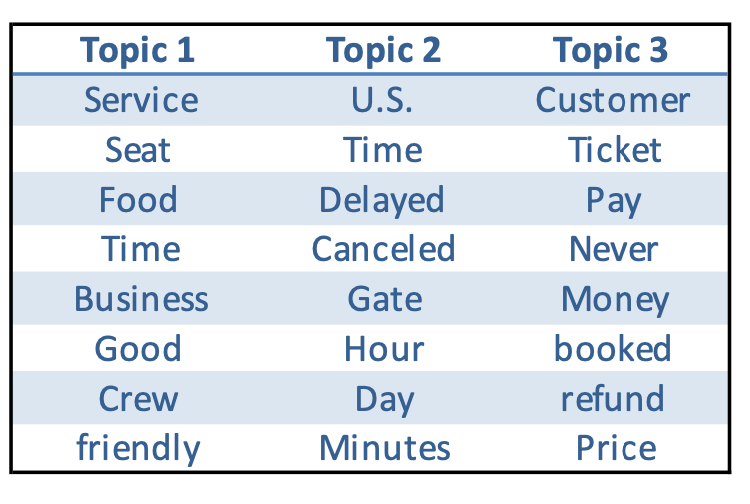 Topic 1 Topic 2 Topic 3
Service U.S. Customer
Seat Time Ticket
Food Delayed Pay
Time Canceled Never
Business Gate Money
Good Hour booked
Crew Day refund
friendly Minutes Price